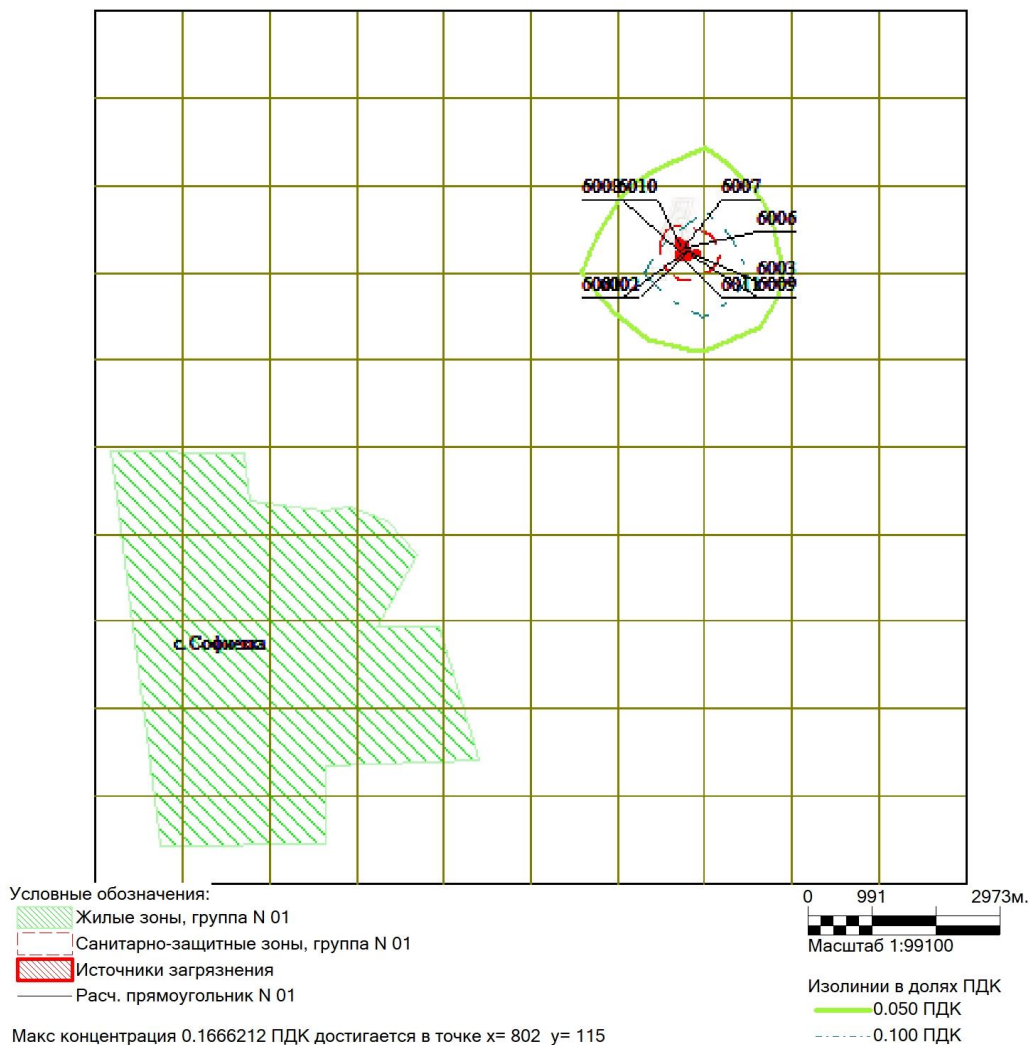 6010
6007
6006
6003
с. Софиевка
Условные обозначения:
Жилые зоны, группа N 01
Санитарно-защитные зоны, группа N 01
Источники загрязнения
Расч. прямоугольник N 01
Макс концентрация 0.1666212 ПДК достигается в точке x= 802 y= 115
0 991 2973м.
Масштаб 1:99100
Изолинии в долях ПДК
0.050 ПДК
0.100 ПДК